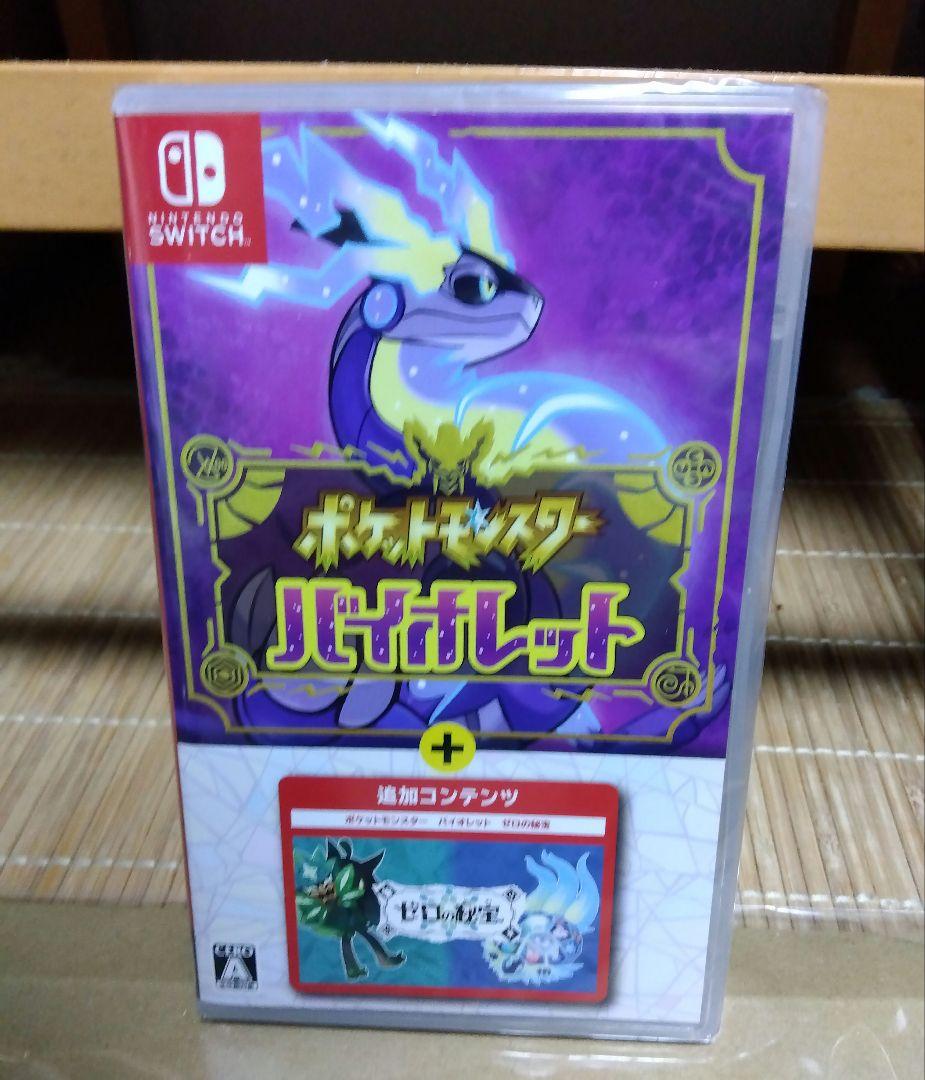 NINTENDO
SWITCH
ポケットモンスター
バイオレット
+
追加コンテンツ
ポケットモンスター バイオレット ゼロの秘宝
ゼロの秘宝
CERO
A